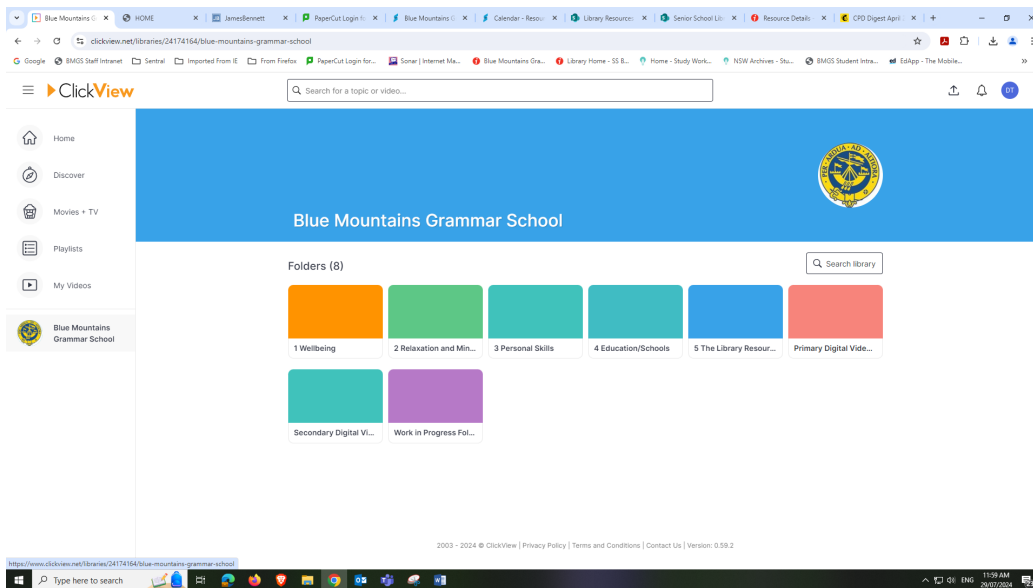 Blue Mountains G
HOME
JamesBennett
PaperCut Login f
Blue Mountains G
Calendar - Resou
Library Resources
Senior School Lib
Resource Details
CPD Digest April
clickview.net/libraries/24174164/blue-mountains-grammar-school
Google
BMGS Staff Intranet
Sentral
Imported From IE
From Firefox
PaperCut Login for...
Sonar | Internet Ma...
Blue Mountains Gra...
Library Home - SS B...
Home - Study Work...
NSW Archives - Stu...
BMGS Student Intra...
EdApp - The Mobile...
ClickView
Search for a topic or video...
DT
Home
Discover
Movies + TV
Playlists
My Videos
Blue Mountains
Grammar School
PER · ARDUA · AD · ALTIORA
Blue Mountains Grammar School
Folders (8)
Search library
1 Wellbeing
2 Relaxation and Min...
3 Personal Skills
4 Education/Schools
5 The Library Resour...
Primary Digital Vide...
Secondary Digital Vi...
Work in Progress Fol...
2003 – 2024 © ClickView | Privacy Policy | Terms and Conditions | Contact Us | Version: 0.59.2
https://www.clickview.net/libraries/24174164/blue-mountains-grammar-school
Type here to search
ENG
11:59 AM
29/07/2024